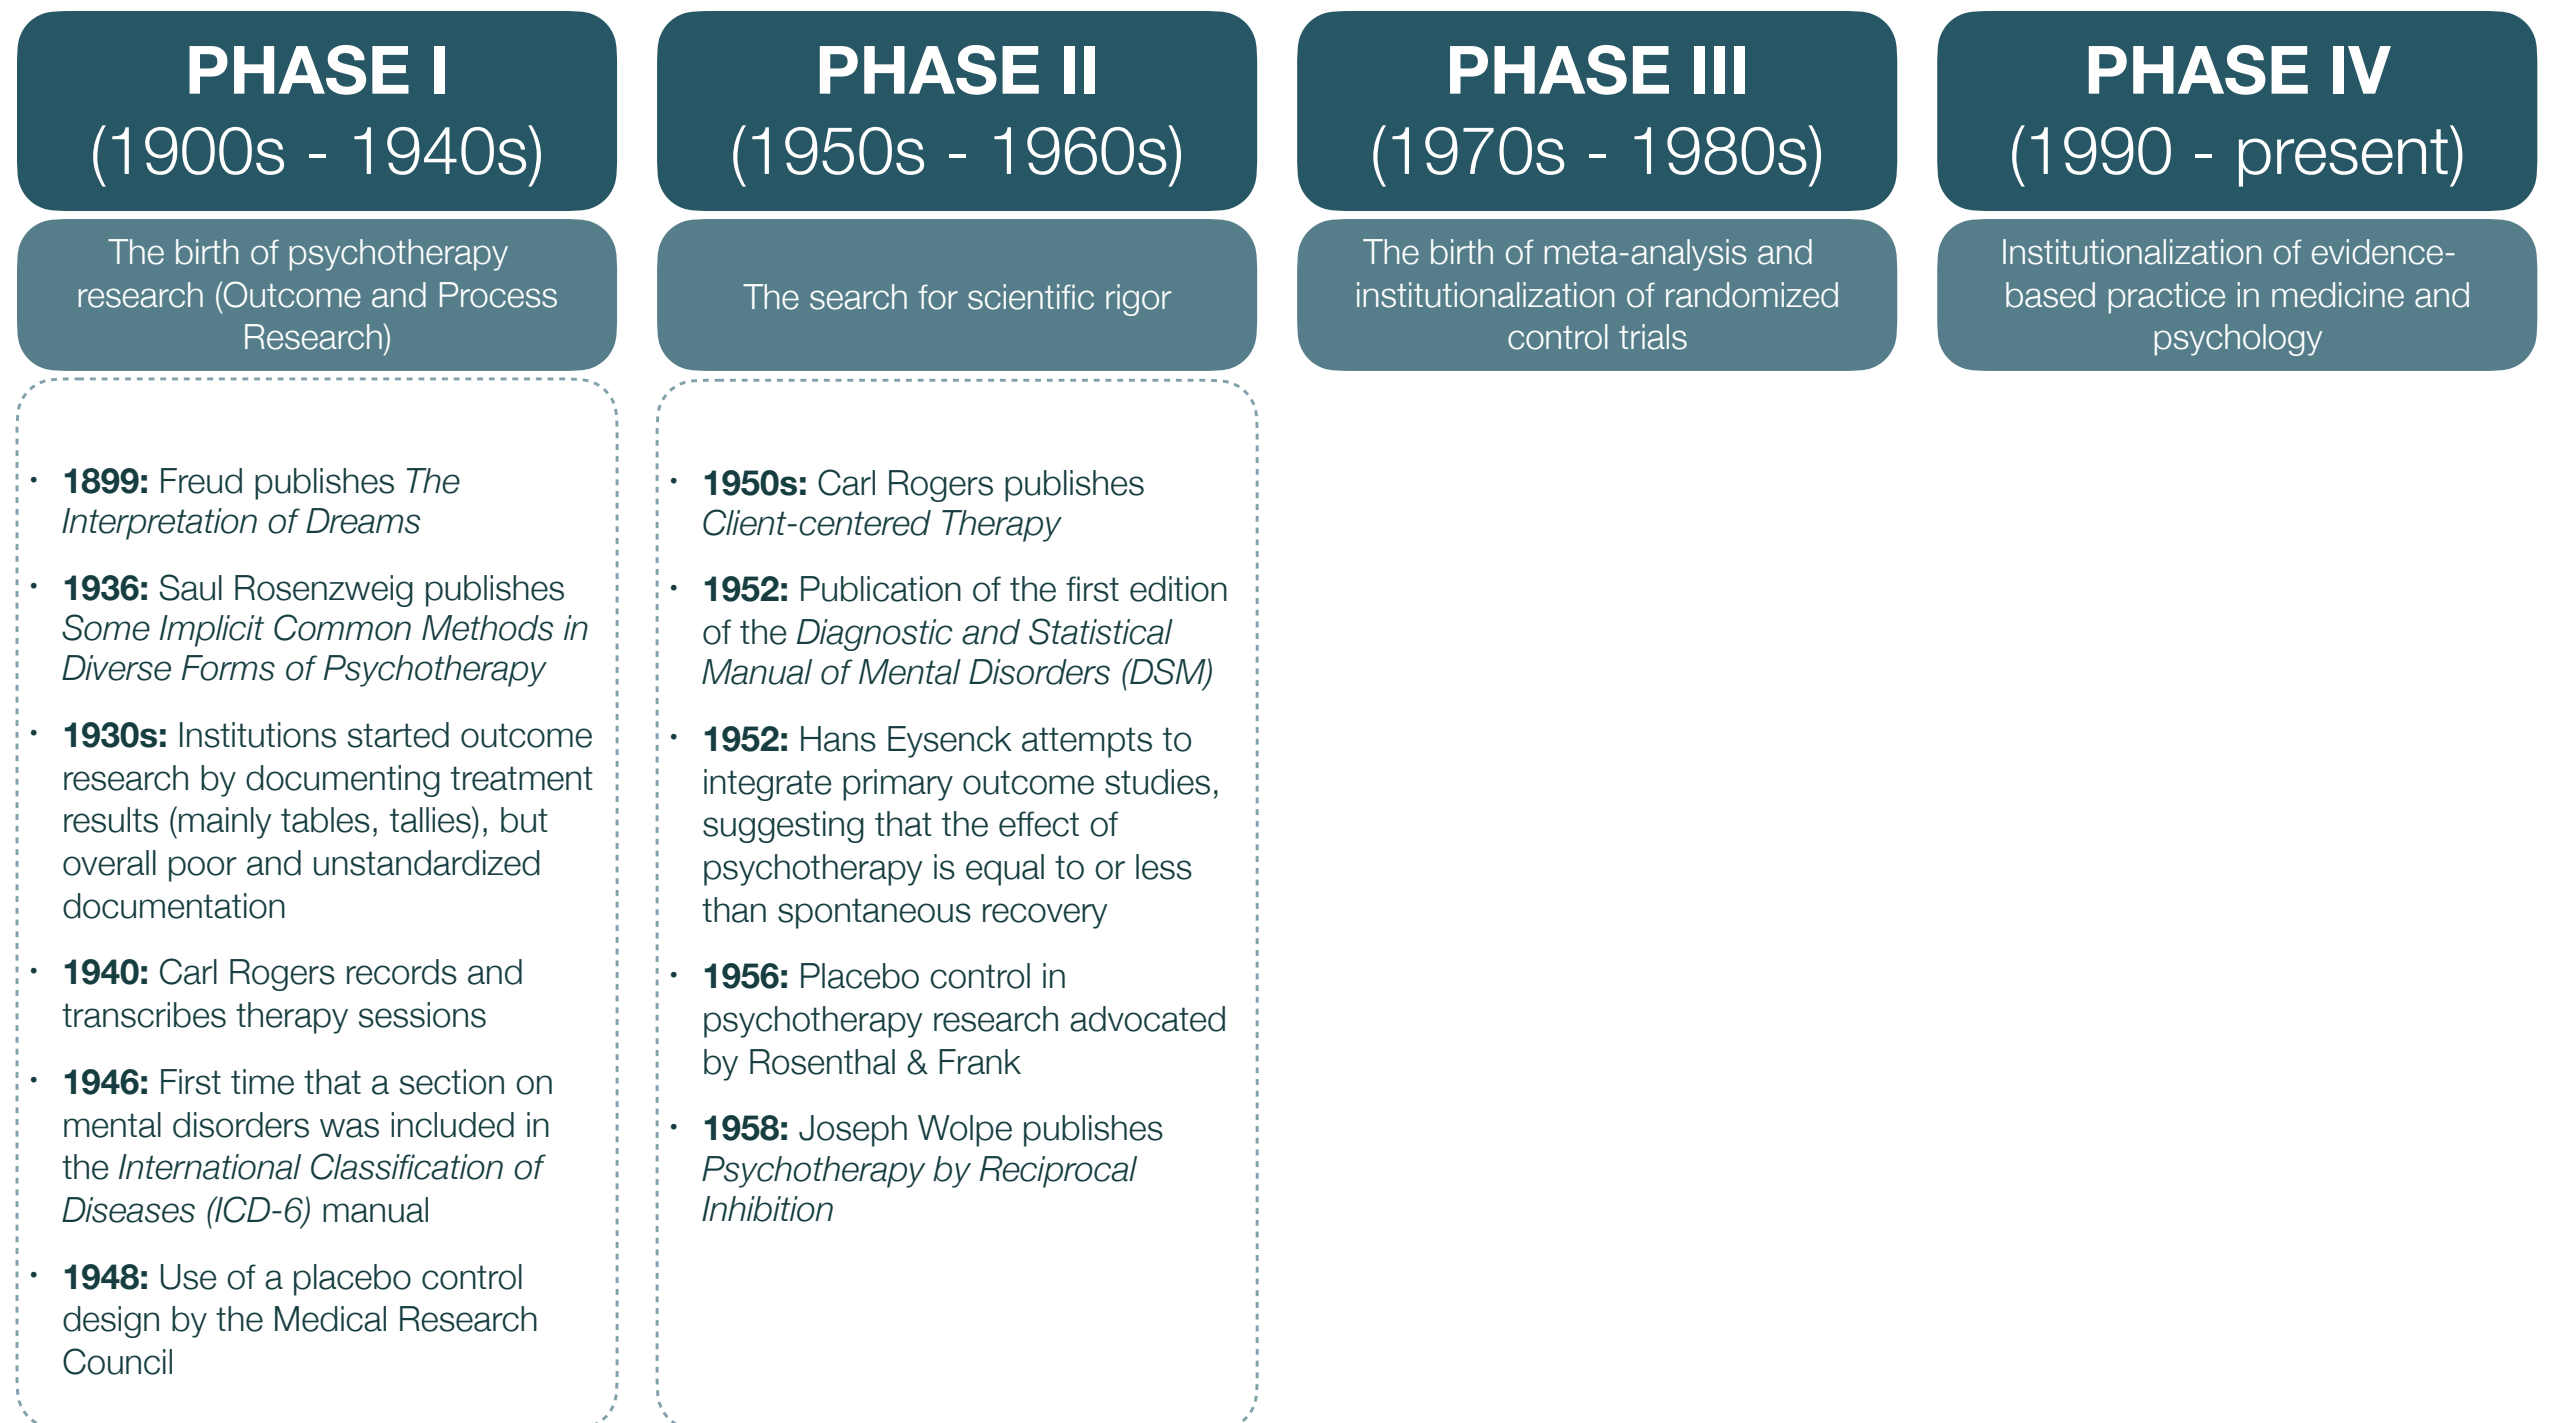 PHASE I
(1900s - 1940s)
The birth of psychotherapy
research (Outcome and Process
Research)
• 1899: Freud publishes The
Interpretation of Dreams
• 1936: Saul Rosenzweig publishes
Some Implicit Common Methods in
Diverse Forms of Psychotherapy
• 1930s: Institutions started outcome
research by documenting treatment
results (mainly tables, tallies), but
overall poor and unstandardized
documentation
• 1940: Carl Rogers records and
transcribes therapy sessions
• 1946: First time that a section on
mental disorders was included in
the International Classification of
Diseases (ICD-6) manual
• 1948: Use of a placebo control
design by the Medical Research
Council
PHASE II
(1950s - 1960s)
The search for scientific rigor
• 1950s: Carl Rogers publishes
Client-centered Therapy
• 1952: Publication of the first edition
of the Diagnostic and Statistical
Manual of Mental Disorders (DSM)
• 1952: Hans Eysenck attempts to
integrate primary outcome studies,
suggesting that the effect of
psychotherapy is equal to or less
than spontaneous recovery
• 1956: Placebo control in
psychotherapy research advocated
by Rosenthal & Frank
• 1958: Joseph Wolpe publishes
Psychotherapy by Reciprocal
Inhibition
PHASE III
(1970s - 1980s)
The birth of meta-analysis and
institutionalization of randomized
control trials
PHASE IV
(1990 - present)
Institutionalization of evidence-
based practice in medicine and
psychology